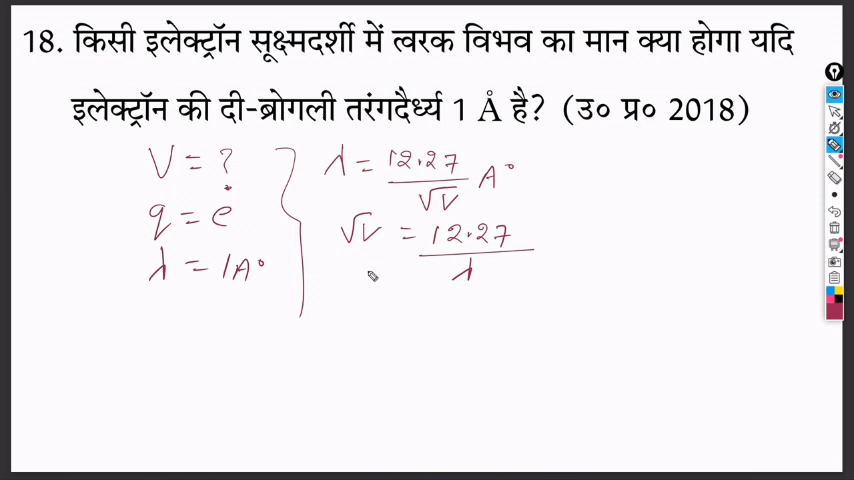 18. किसी इलेक्ट्रॉन सूक्ष्मदर्शी में त्वरक विभव का मान क्या होगा यदि
इलेक्ट्रॉन की दी-ब्रोगली तरंगदैर्ध्य 1 Å है? (उ० प्र० 2018)
V = ?
q = e
λ = 1A°
λ = 12.27 / √V A°
√V = 12.27 / λ